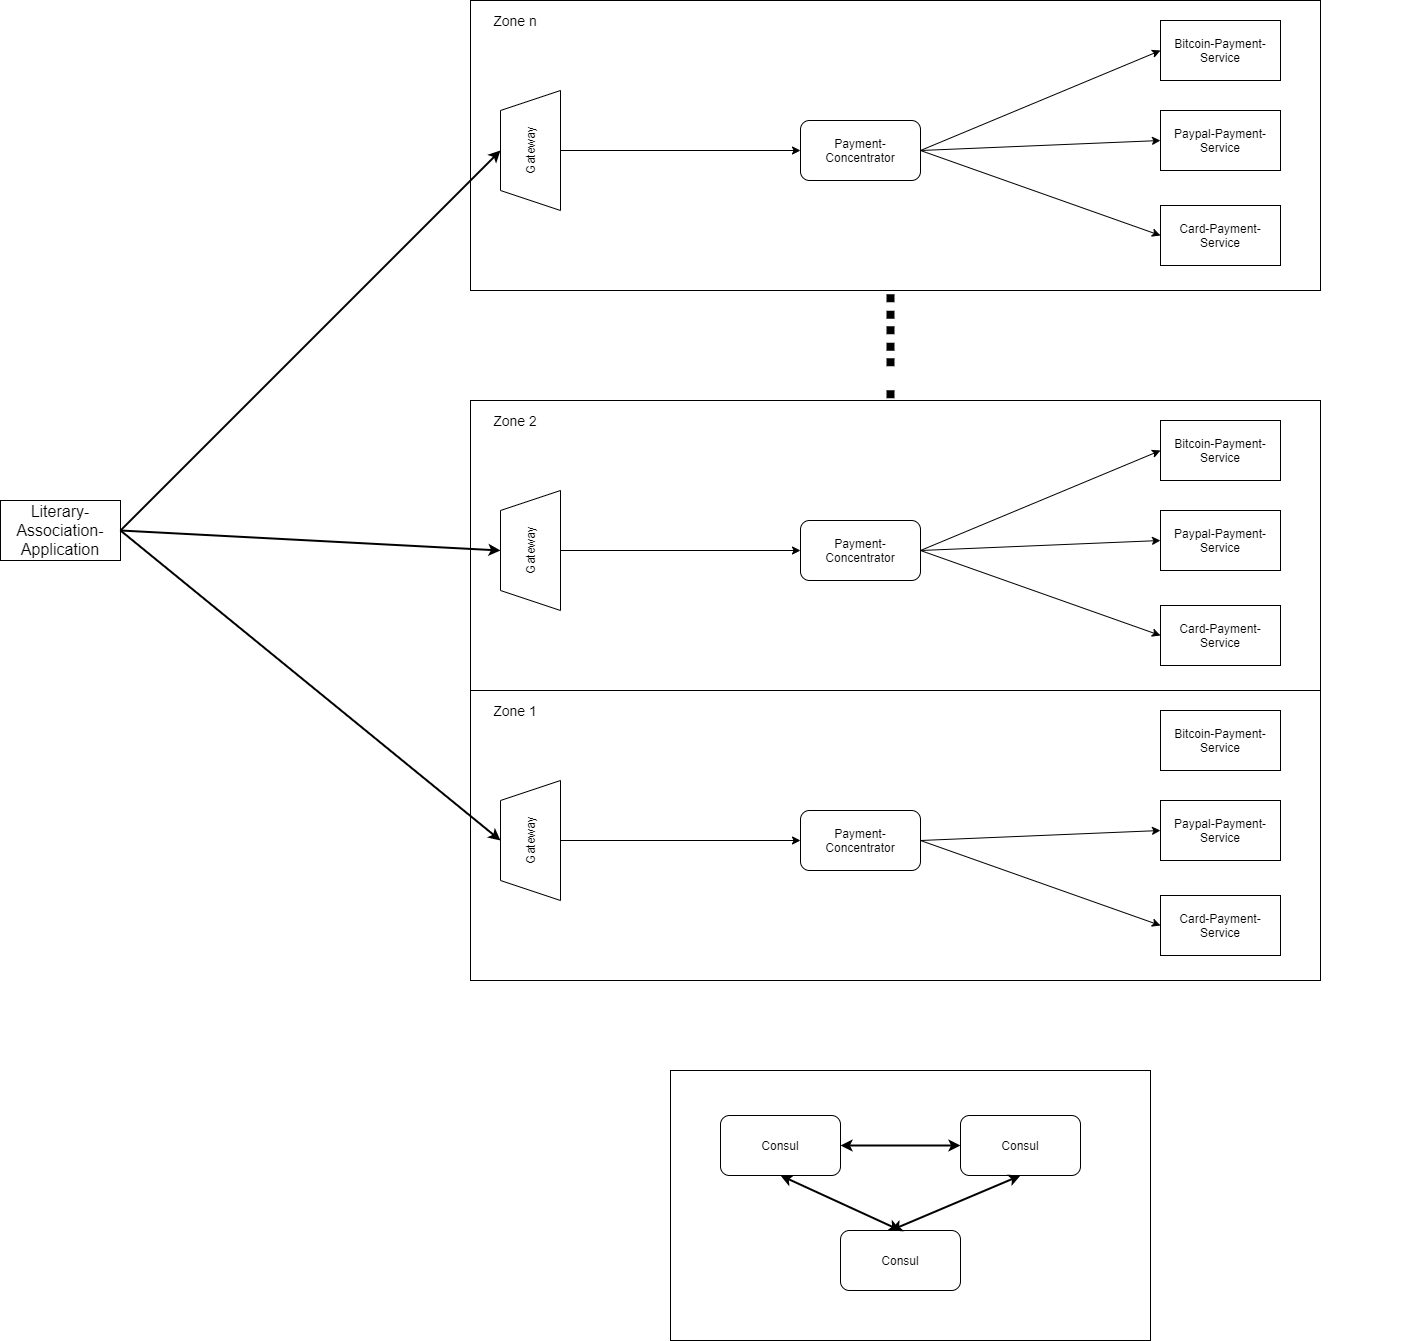 Zone n
Bitcoin-Payment-
Service
Gateway
Payment-
Concentrator
Paypal-Payment-
Service
Card-Payment-
Service
Zone 2
Bitcoin-Payment-
Service
Literary-
Association-
Application
Gateway
Payment-
Concentrator
Paypal-Payment-
Service
Card-Payment-
Service
Zone 1
Bitcoin-Payment-
Service
Gateway
Payment-
Concentrator
Paypal-Payment-
Service
Card-Payment-
Service
Consul
Consul
Consul